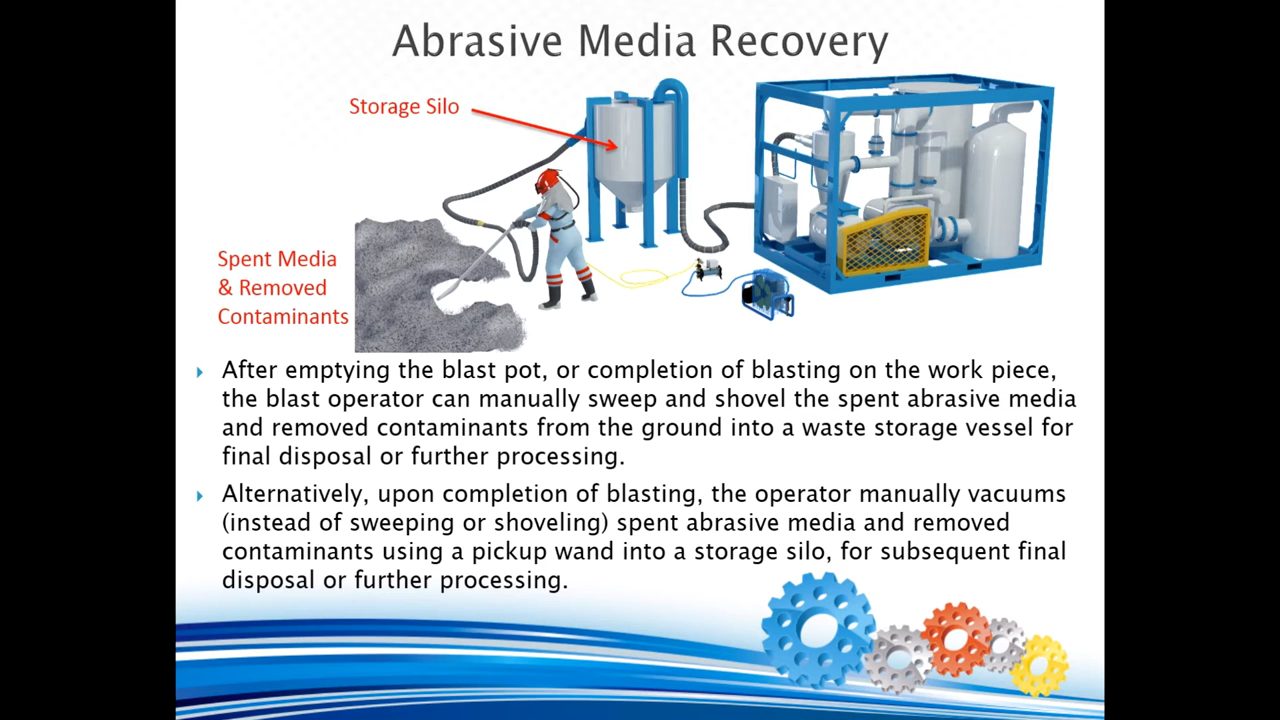 Abrasive Media Recovery
Storage Silo
Spent Media
& Removed
Contaminants
After emptying the blast pot, or completion of blasting on the work piece,
the blast operator can manually sweep and shovel the spent abrasive media
and removed contaminants from the ground into a waste storage vessel for
final disposal or further processing.
Alternatively, upon completion of blasting, the operator manually vacuums
(instead of sweeping or shoveling) spent abrasive media and removed
contaminants using a pickup wand into a storage silo, for subsequent final
disposal or further processing.